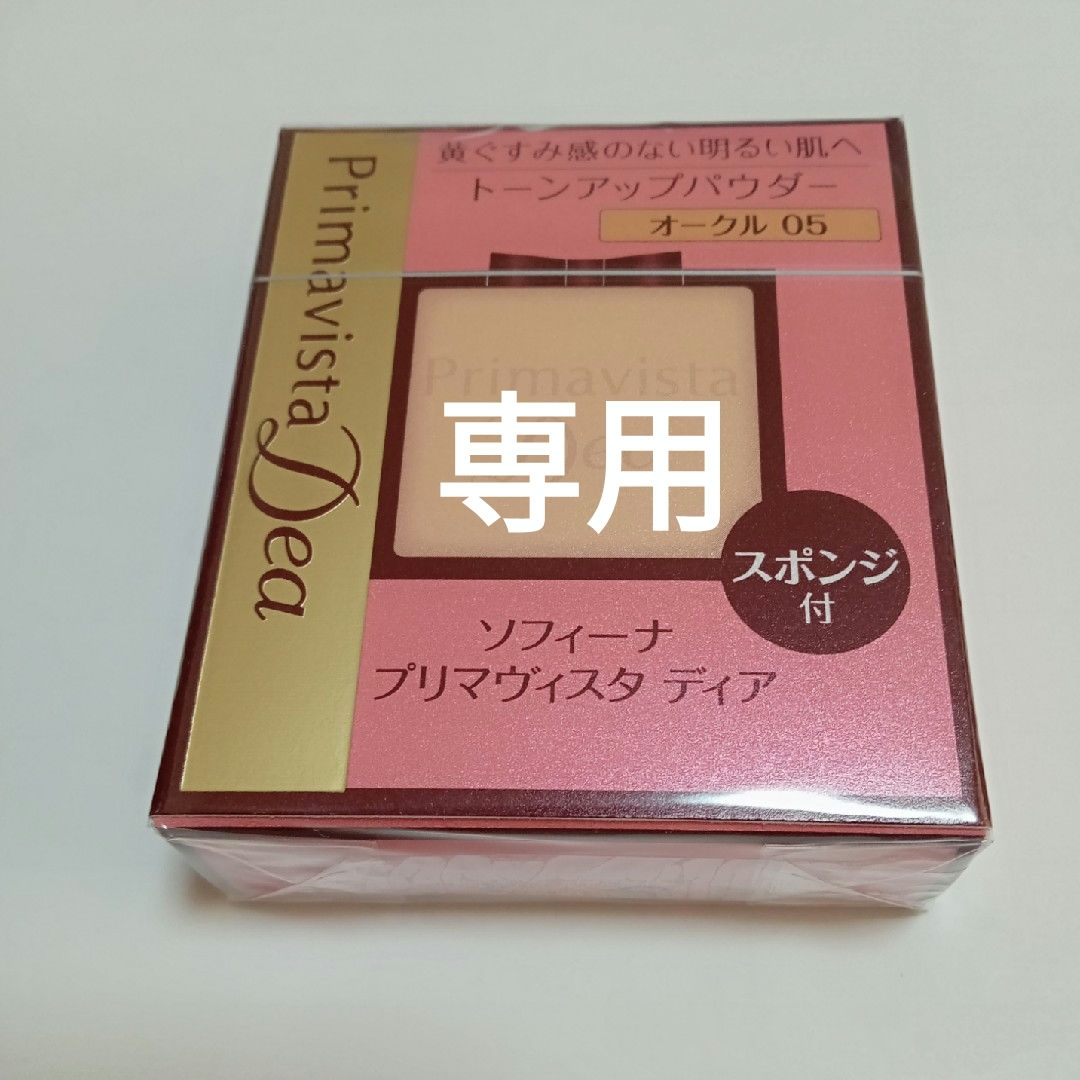 黄ぐすみ感のない明るい肌へ
トーンアップパウダー
オークル 05
Primavista Dea
Primavista
Dea
専用
スポンジ
付
ソフィーナ
プリマヴィスタ ディア